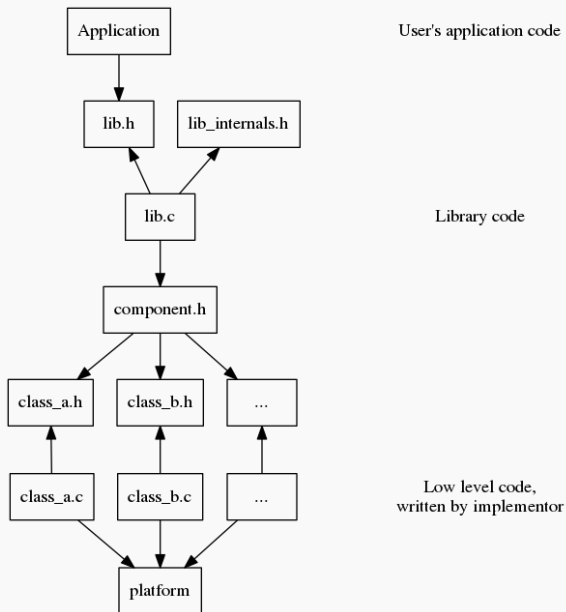 Application
User's application code
lib.h
lib_internals.h
lib.c
Library code
component.h
class_a.h
class_b.h
...
class_a.c
class_b.c
...
Low level code,
written by implementor
platform